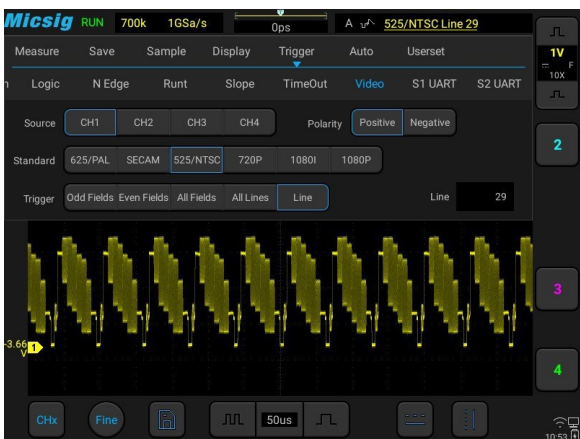 Micsig RUN 700k 1GSa/s 0ps A 525/NTSC Line 29
Measure Save Sample Display Trigger Auto Userset
Logic N Edge Runt Slope TimeOut Video S1 UART S2 UART
Source CH1 CH2 CH3 CH4 Polarity Positive Negative
Standard 625/PAL SECAM 525/NTSC 720P 1080I 1080P
Trigger Odd Fields Even Fields All Fields All Lines Line Line 29
1V
F
10X
2
3
4
-3.66
V 1
CHx Fine 50us
10:53